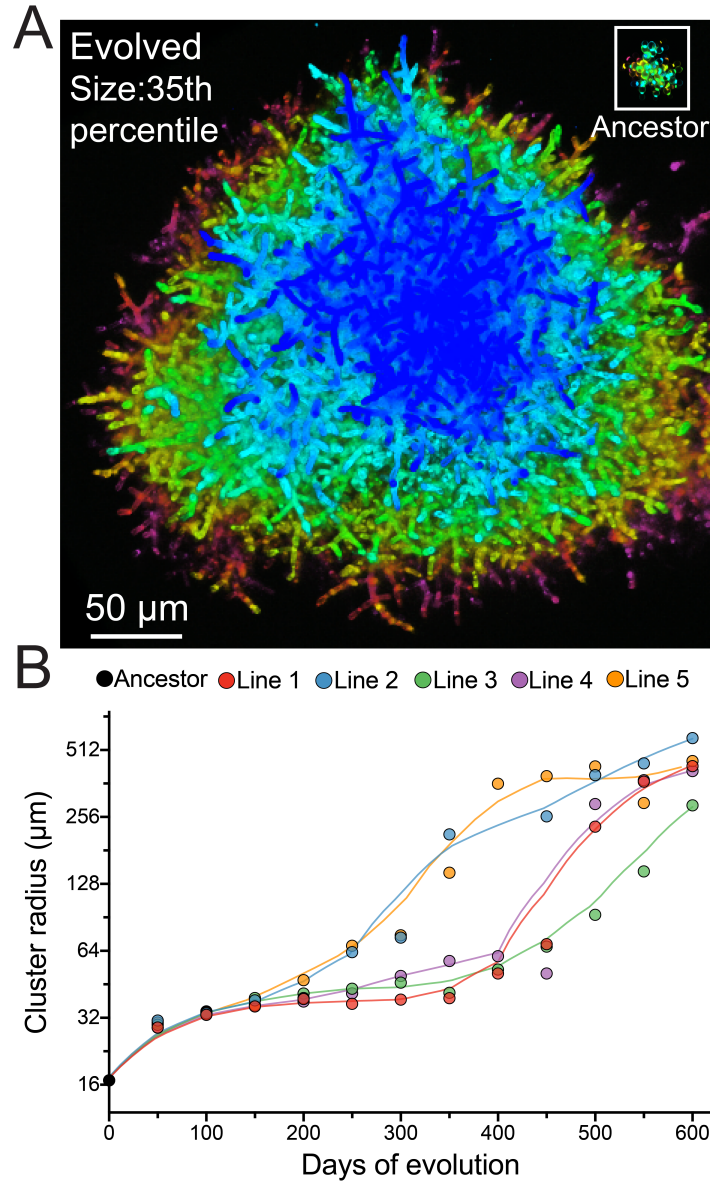 A
Evolved
Size:35th
percentile
Ancestor
50 μm
B
Ancestor Line 1 Line 2 Line 3 Line 4 Line 5
Cluster radius (μm)
512
256
128
64
32
16
0 100 200 300 400 500 600
Days of evolution